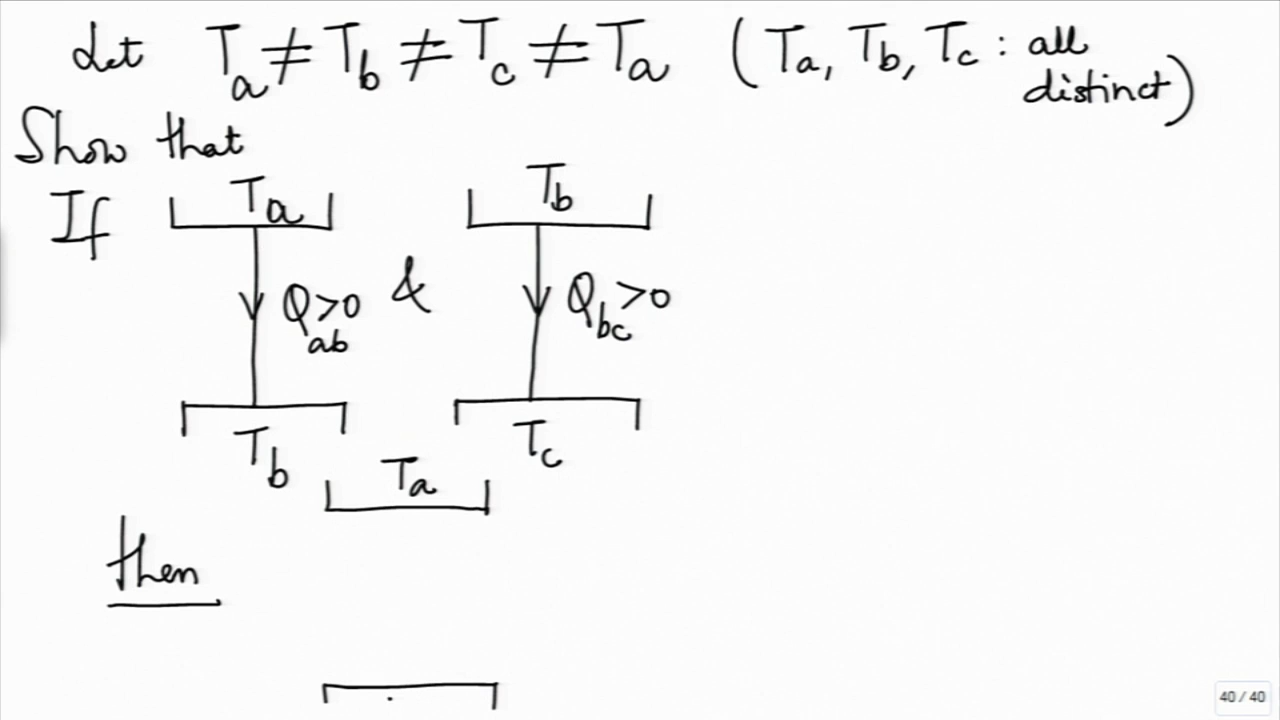 Let T_a ≠ T_b ≠ T_c ≠ T_a (T_a, T_b, T_c : all
distinct)
Show that
If T_a T_b
Q_ab >0 & Q_bc >0
T_b T_c
T_a
then
40 / 40